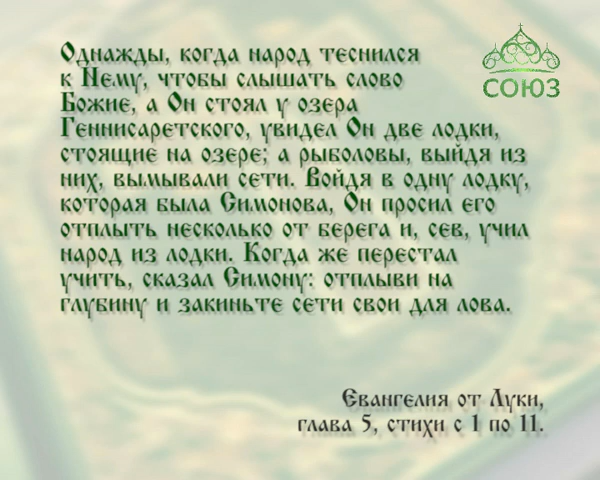 Однажды, когда народ теснился
к Нему, чтобы слышать слово
Божие, а Он стоял у озера
Геннисаретского, увидел Он две лодки,
стоящие на озере; а рыболовы, выйдя из
них, вымывали сети. Войдя в одну лодку,
которая была Симонова, Он просил его
отплыть несколько от берега и, сев, учил
народ из лодки. Когда же перестал
учить, сказал Симону: отплыви на
глубину и закиньте сети свои для лова.
СОЮЗ
Евангелия от Луки,
глава 5, стихи с 1 по 11.